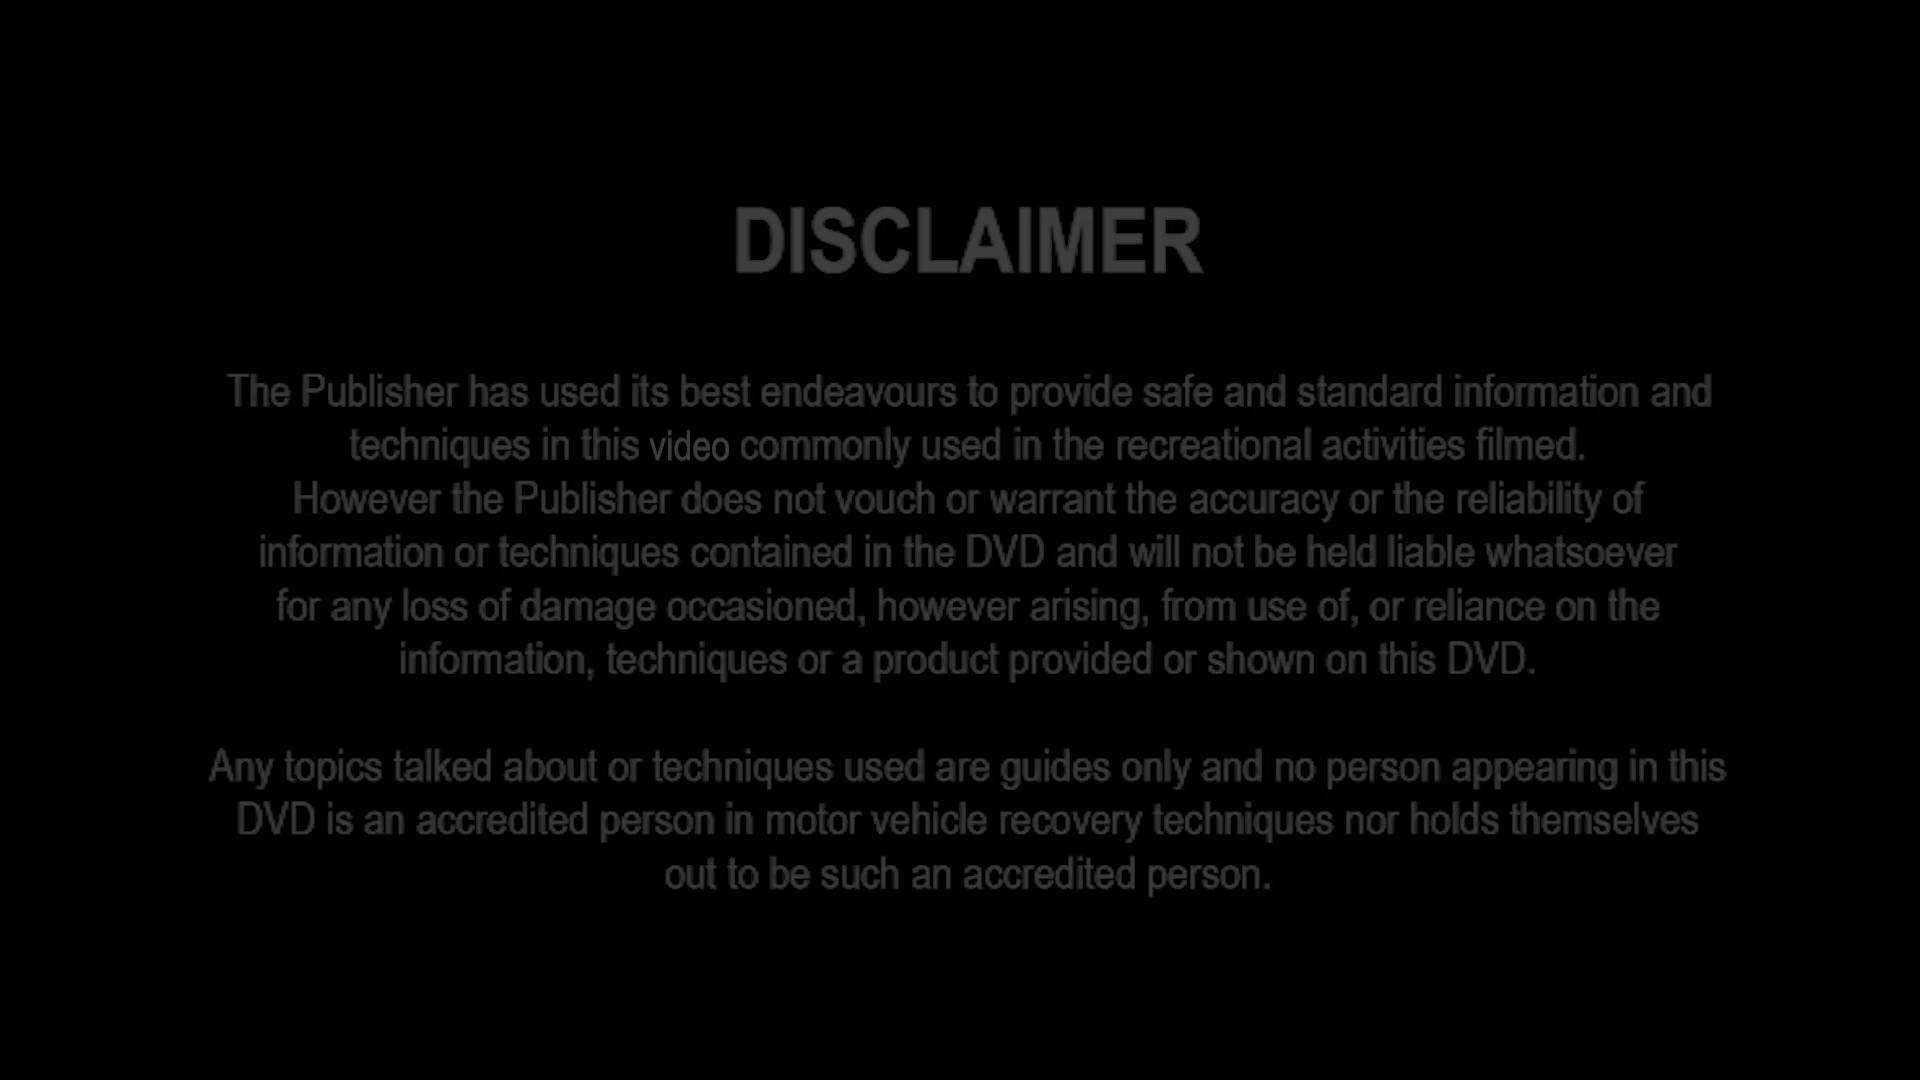 DISCLAIMER
The Publisher has used its best endeavours to provide safe and standard information and
techniques in this video commonly used in the recreational activities filmed.
However the Publisher does not vouch or warrant the accuracy or the reliability of
information or techniques contained in the DVD and will not be held liable whatsoever
for any loss of damage occasioned, however arising, from use of, or reliance on the
information, techniques or a product provided or shown on this DVD.
Any topics talked about or techniques used are guides only and no person appearing in this
DVD is an accredited person in motor vehicle recovery techniques nor holds themselves
out to be such an accredited person.